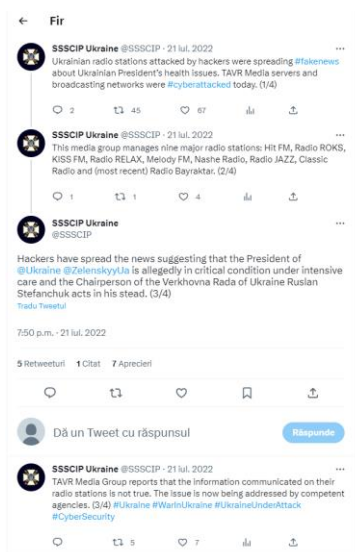 Fir
SSSCIP Ukraine @SSSCIP · 21 iul. 2022
Ukrainian radio stations attacked by hackers were spreading #fakenews
about Ukrainian President's health issues. TAVR Media servers and
broadcasting networks were #cyberattacked today. (1/4)
2 45 67
SSSCIP Ukraine @SSSCIP · 21 iul. 2022
This media group manages nine major radio stations: Hit FM, Radio ROKS,
KISS FM, Radio RELAX, Melody FM, Nashe Radio, Radio JAZZ, Classic
Radio and (most recent) Radio Bayraktar. (2/4)
1 1 4
SSSCIP Ukraine
@SSSCIP
Hackers have spread the news suggesting that the President of
@Ukraine @ZelenskyyUa is allegedly in critical condition under intensive
care and the Chairperson of the Verkhovna Rada of Ukraine Ruslan
Stefanchuk acts in his stead. (3/4)
Tradu Tweetul
7:50 p.m. · 21 iul. 2022
5 Retweeturi 1 Citat 7 Aprecieri
Dă un Tweet cu răspunsul
Răspunde
SSSCIP Ukraine @SSSCIP · 21 iul. 2022
TAVR Media Group reports that the information communicated on their
radio stations is not true. The issue is now being addressed by competent
agencies. (3/4) #Ukraine #WarInUkraine #UkraineUnderAttack
#CyberSecurity
5 7